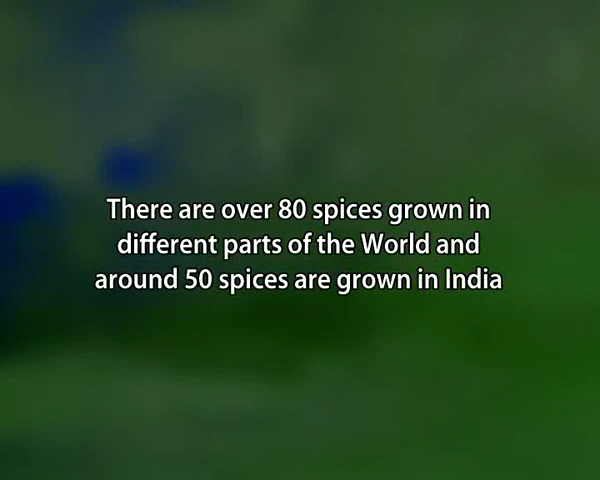 There are over 80 spices grown in
different parts of the World and
around 50 spices are grown in India